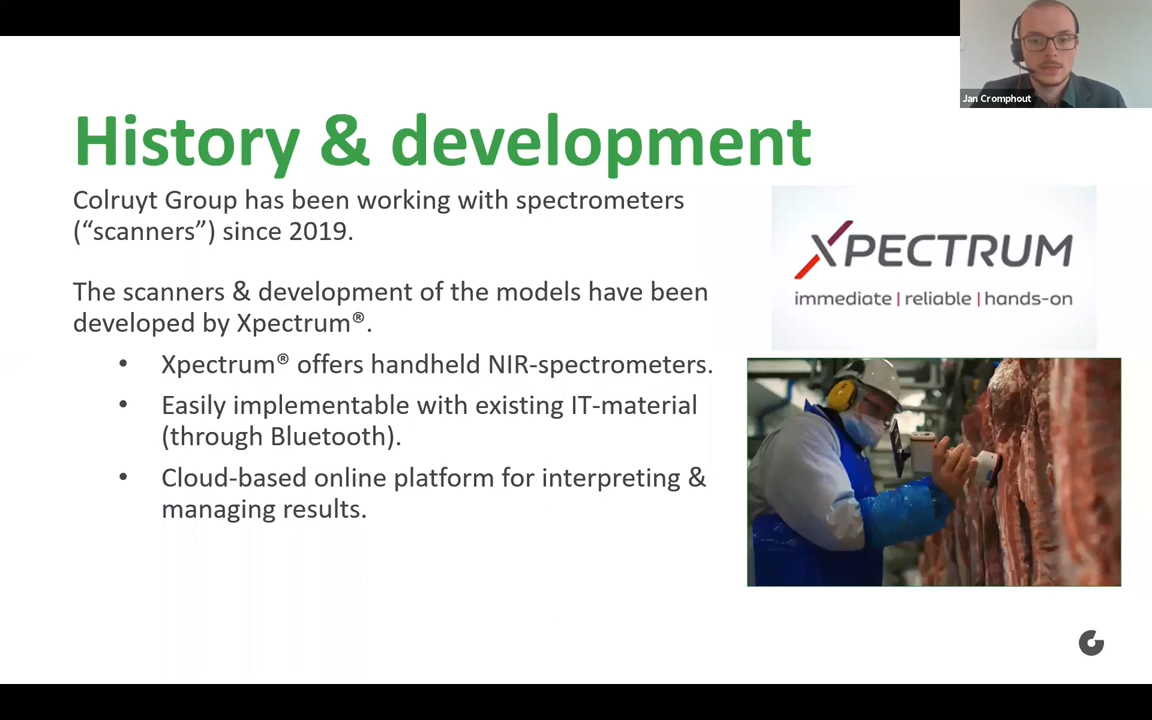 Jan Cromphout
History & development
Colruyt Group has been working with spectrometers
(“scanners”) since 2019.
The scanners & development of the models have been
developed by Xpectrum®.
• Xpectrum® offers handheld NIR-spectrometers.
• Easily implementable with existing IT-material
(through Bluetooth).
• Cloud-based online platform for interpreting &
managing results.
XPECTRUM
immediate | reliable | hands-on